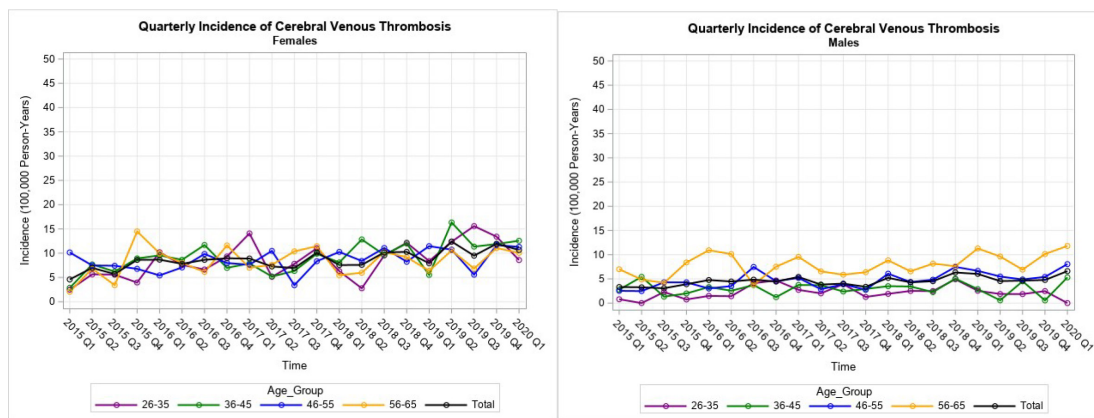 Quarterly Incidence of Cerebral Venous Thrombosis
Females
Incidence (100,000 Person-Years)
50
45
40
35
30
25
20
15
10
5
0
2015 Q1
2015 Q2
2015 Q3
2015 Q4
2016 Q1
2016 Q2
2016 Q3
2016 Q4
2017 Q1
2017 Q2
2017 Q3
2017 Q4
2018 Q1
2018 Q2
2018 Q3
2018 Q4
2019 Q1
2019 Q2
2019 Q3
2019 Q4
2020 Q1
Time
Age_Group
26-35 36-45 46-55 56-65 Total
Quarterly Incidence of Cerebral Venous Thrombosis
Males
Incidence (100,000 Person-Years)
50
45
40
35
30
25
20
15
10
5
0
2015 Q1
2015 Q2
2015 Q3
2015 Q4
2016 Q1
2016 Q2
2016 Q3
2016 Q4
2017 Q1
2017 Q2
2017 Q3
2017 Q4
2018 Q1
2018 Q2
2018 Q3
2018 Q4
2019 Q1
2019 Q2
2019 Q3
2019 Q4
2020 Q1
Time
Age_Group
26-35 36-45 46-55 56-65 Total